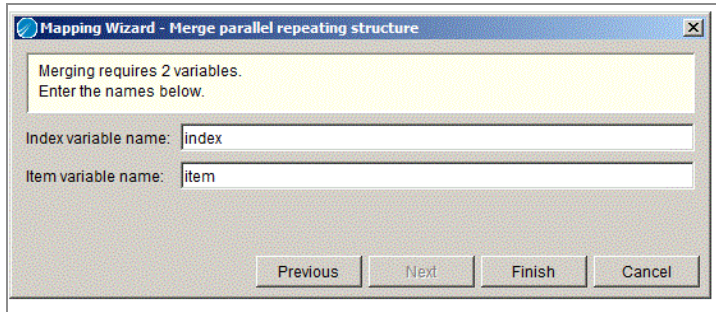 Mapping Wizard - Merge parallel repeating structure
Merging requires 2 variables.
Enter the names below.
Index variable name: index
Item variable name: item
Previous Next Finish Cancel